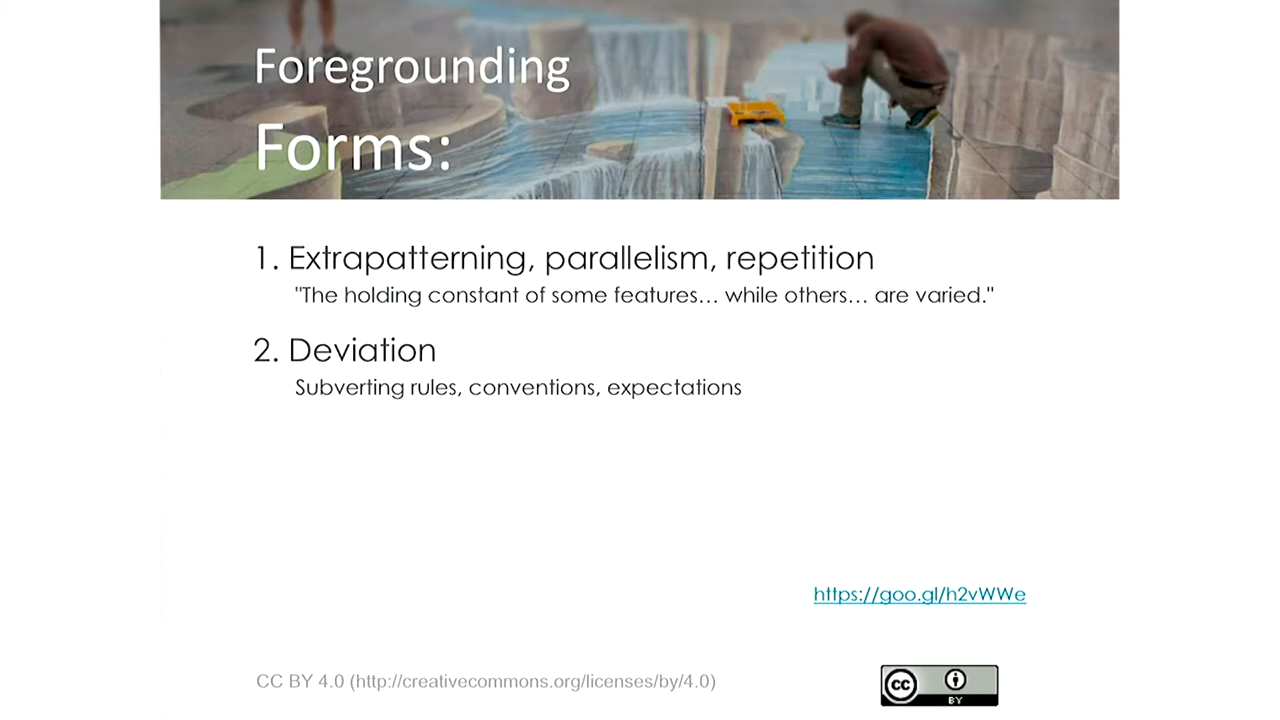 Foregrounding
Forms:
1. Extrapatterning, parallelism, repetition
"The holding constant of some features… while others… are varied."
2. Deviation
Subverting rules, conventions, expectations
https://goo.gl/h2vWWe
CC BY 4.0 (http://creativecommons.org/licenses/by/4.0)
cc
BY